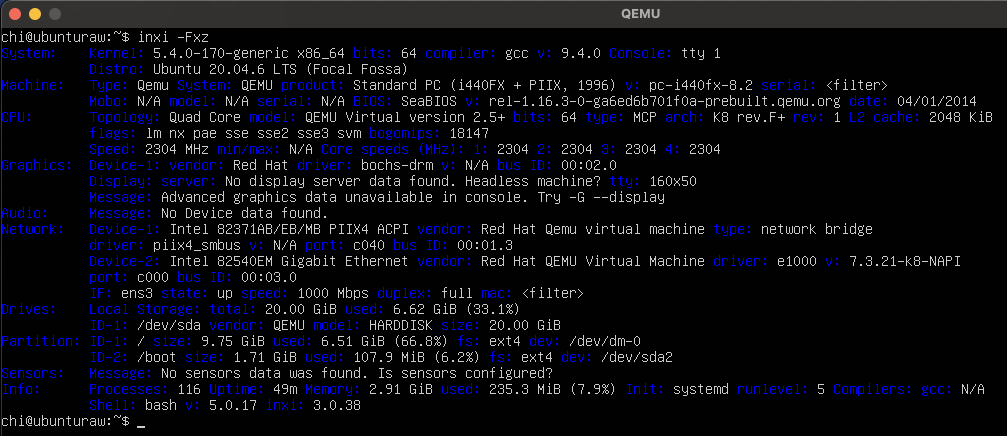 QEMU
chi@ubunturaw:~$ inxi -Fxz
System: Kernel: 5.4.0-170-generic x86_64 bits: 64 compiler: gcc v: 9.4.0 Console: tty 1
Distro: Ubuntu 20.04.6 LTS (Focal Fossa)
Machine: Type: Qemu System: QEMU product: Standard PC (i440FX + PIIX, 1996) v: pc-i440fx-8.2 serial: <filter>
Mobo: N/A model: N/A serial: N/A BIOS: SeaBIOS v: rel-1.16.3-0-ga6ed6b701f0a-prebuilt.qemu.org date: 04/01/2014
CPU: Topology: Quad Core model: QEMU Virtual version 2.5+ bits: 64 type: MCP arch: K8 rev.F+ rev: 1 L2 cache: 2048 KiB
flags: lm nx pae sse sse2 sse3 svm bogomips: 18147
Speed: 2304 MHz min/max: N/A Core speeds (MHz): 1: 2304 2: 2304 3: 2304 4: 2304
Graphics: Device-1: vendor: Red Hat driver: bochs-drm v: N/A bus ID: 00:02.0
Display: server: No display server data found. Headless machine? tty: 160x50
Message: Advanced graphics data unavailable in console. Try -G --display
Audio: Message: No Device data found.
Network: Device-1: Intel 82371AB/EB/MB PIIX4 ACPI vendor: Red Hat Qemu virtual machine type: network bridge
driver: piix4_smbus v: N/A port: c040 bus ID: 00:01.3
Device-2: Intel 82540EM Gigabit Ethernet vendor: Red Hat QEMU Virtual Machine driver: e1000 v: 7.3.21-k8-NAPI
port: c000 bus ID: 00:03.0
IF: ens3 state: up speed: 1000 Mbps duplex: full mac: <filter>
Drives: Local Storage: total: 20.00 GiB used: 6.62 GiB (33.1%)
ID-1: /dev/sda vendor: QEMU model: HARDDISK size: 20.00 GiB
Partition: ID-1: / size: 9.75 GiB used: 6.51 GiB (66.8%) fs: ext4 dev: /dev/dm-0
ID-2: /boot size: 1.71 GiB used: 107.9 MiB (6.2%) fs: ext4 dev: /dev/sda2
Sensors: Message: No sensors data was found. Is sensors configured?
Info: Processes: 116 Uptime: 49m Memory: 2.91 GiB used: 235.3 MiB (7.9%) Init: systemd runlevel: 5 Compilers: gcc: N/A
Shell: bash v: 5.0.17 inxi: 3.0.38
chi@ubunturaw:~$ _